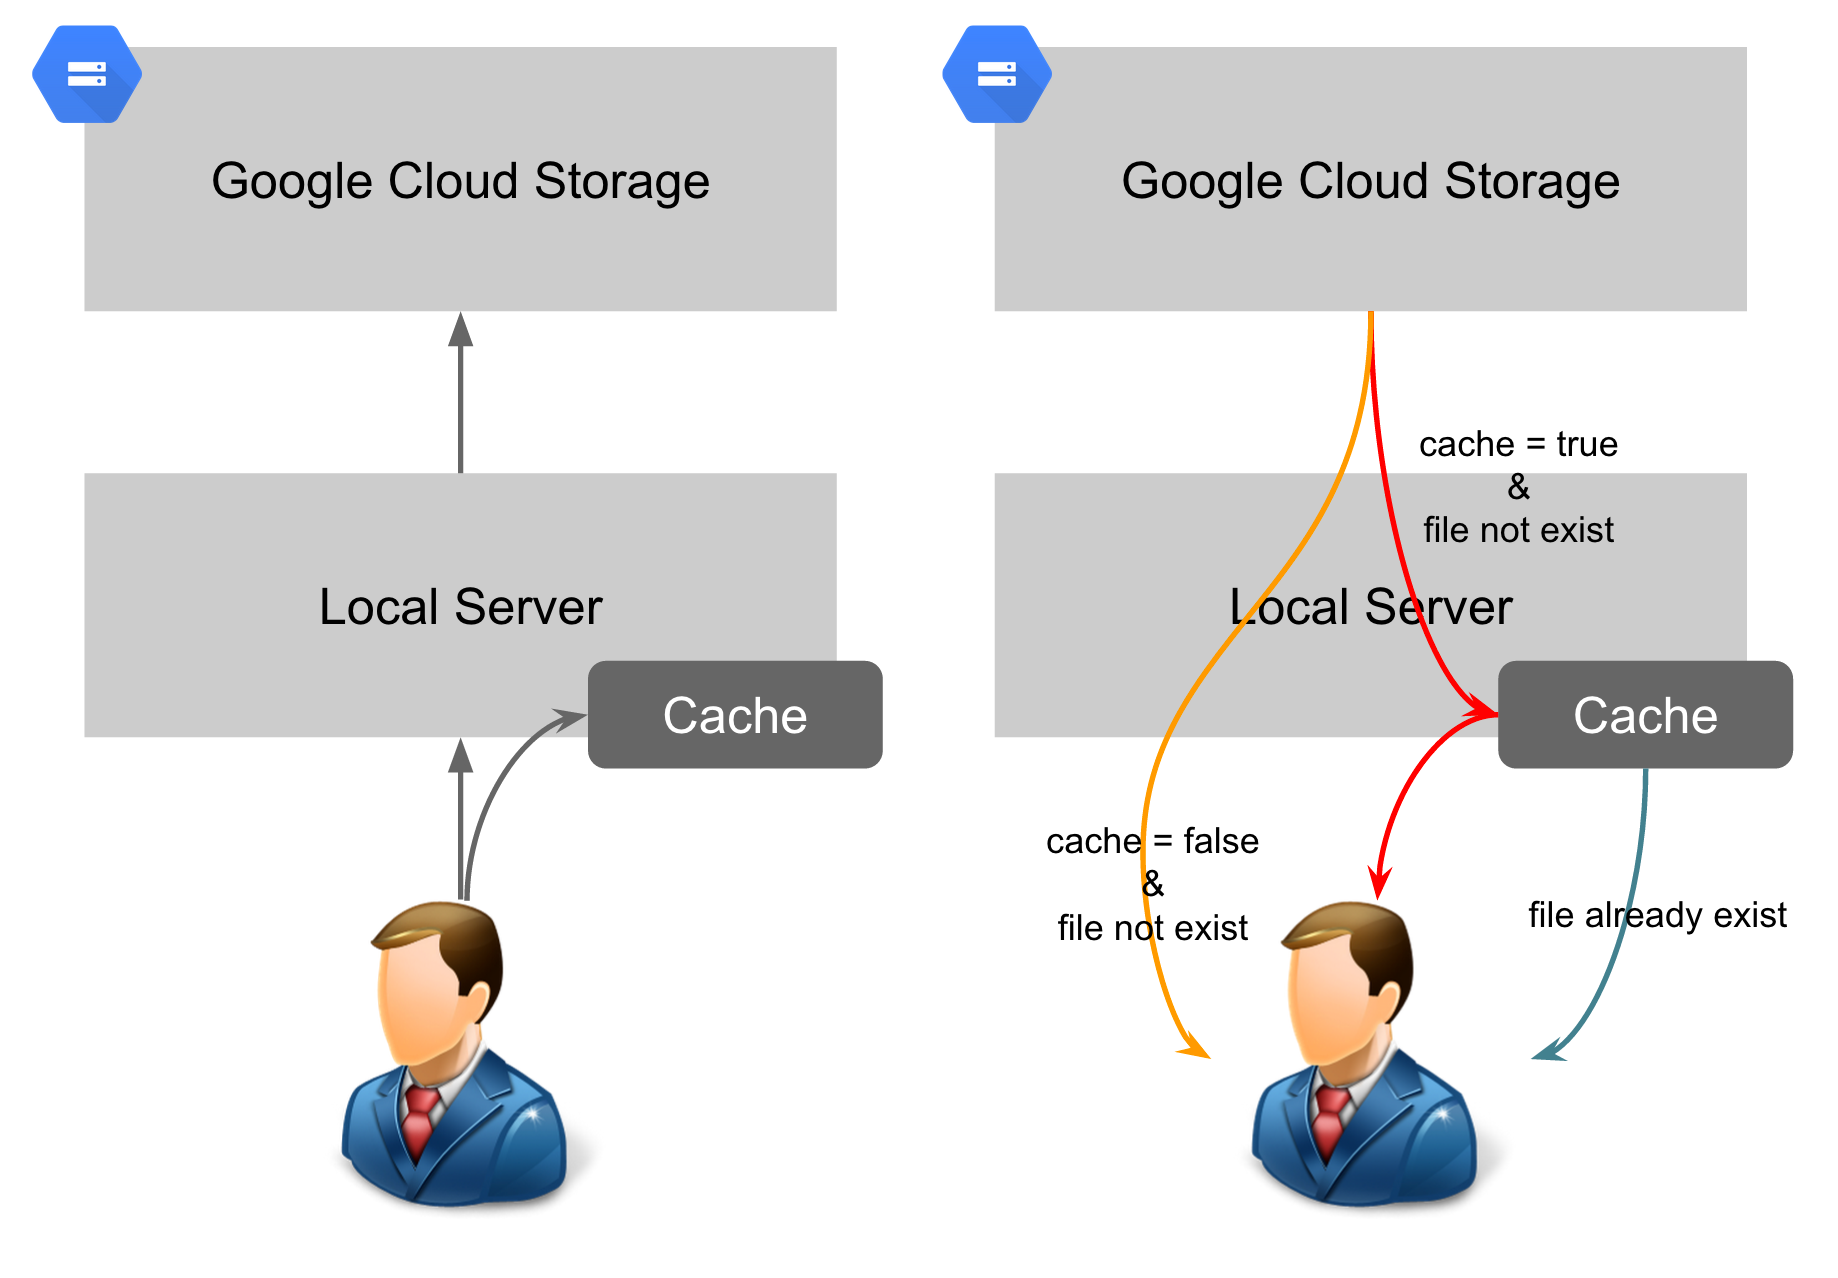 Google Cloud Storage
Local Server
Cache
Google Cloud Storage
cache = true
&
file not exist
Local Server
Cache
cache = false
&
file not exist
file already exist